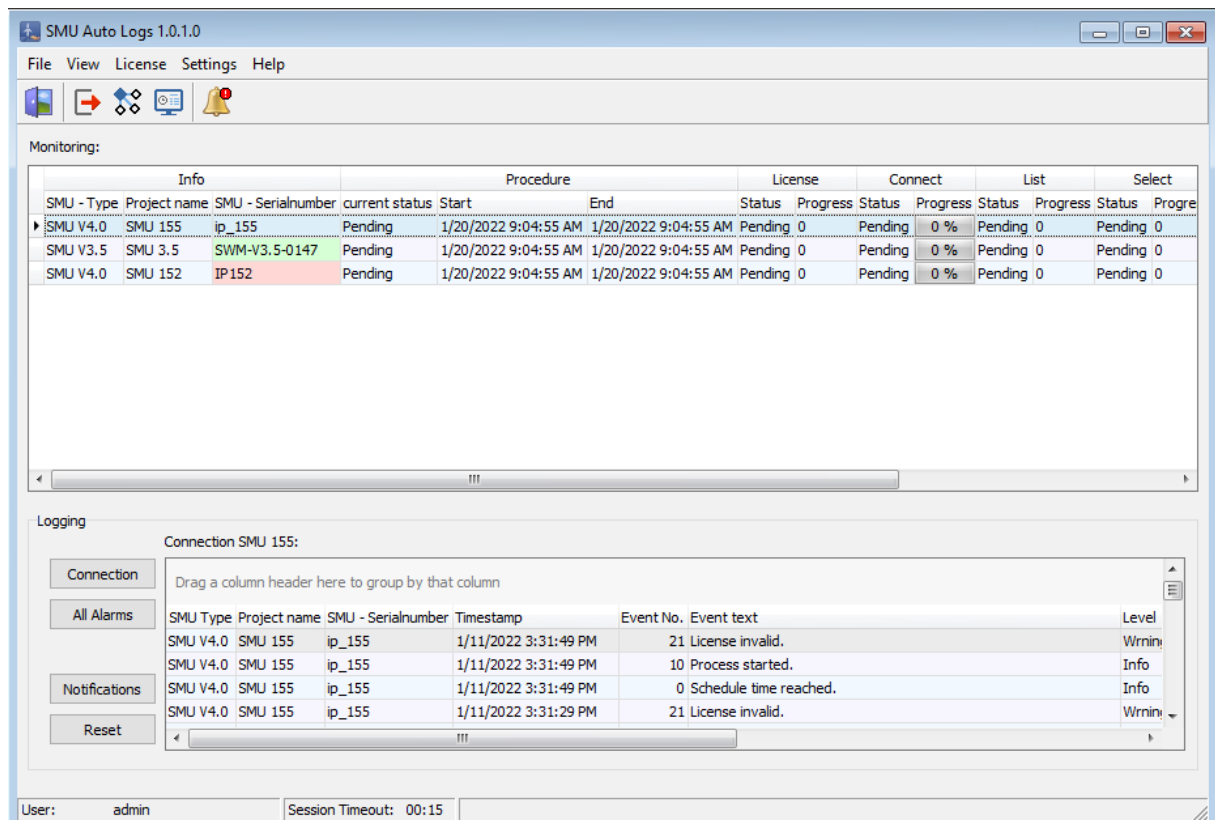 SMU Auto Logs 1.0.1.0
File View License Settings Help
Monitoring:
Info Procedure License Connect List Select
SMU - Type Project name SMU - Serialnumber current status Start End Status Progress Status Progress Status Progress Status Progre
SMU V4.0 SMU 155 ip_155 Pending 1/20/2022 9:04:55 AM 1/20/2022 9:04:55 AM Pending 0 Pending 0 % Pending 0 Pending 0
SMU V3.5 SMU 3.5 SWM-V3.5-0147 Pending 1/20/2022 9:04:55 AM 1/20/2022 9:04:55 AM Pending 0 Pending 0 % Pending 0 Pending 0
SMU V4.0 SMU 152 IP152 Pending 1/20/2022 9:04:55 AM 1/20/2022 9:04:55 AM Pending 0 Pending 0 % Pending 0 Pending 0
Logging
Connection SMU 155:
Connection
All Alarms
Notifications
Reset
Drag a column header here to group by that column
SMU Type Project name SMU - Serialnumber Timestamp Event No. Event text Level
SMU V4.0 SMU 155 ip_155 1/11/2022 3:31:49 PM 21 License invalid. Wrning
SMU V4.0 SMU 155 ip_155 1/11/2022 3:31:49 PM 10 Process started. Info
SMU V4.0 SMU 155 ip_155 1/11/2022 3:31:49 PM 0 Schedule time reached. Info
SMU V4.0 SMU 155 ip_155 1/11/2022 3:31:29 PM 21 License invalid. Wrning
User: admin Session Timeout: 00:15